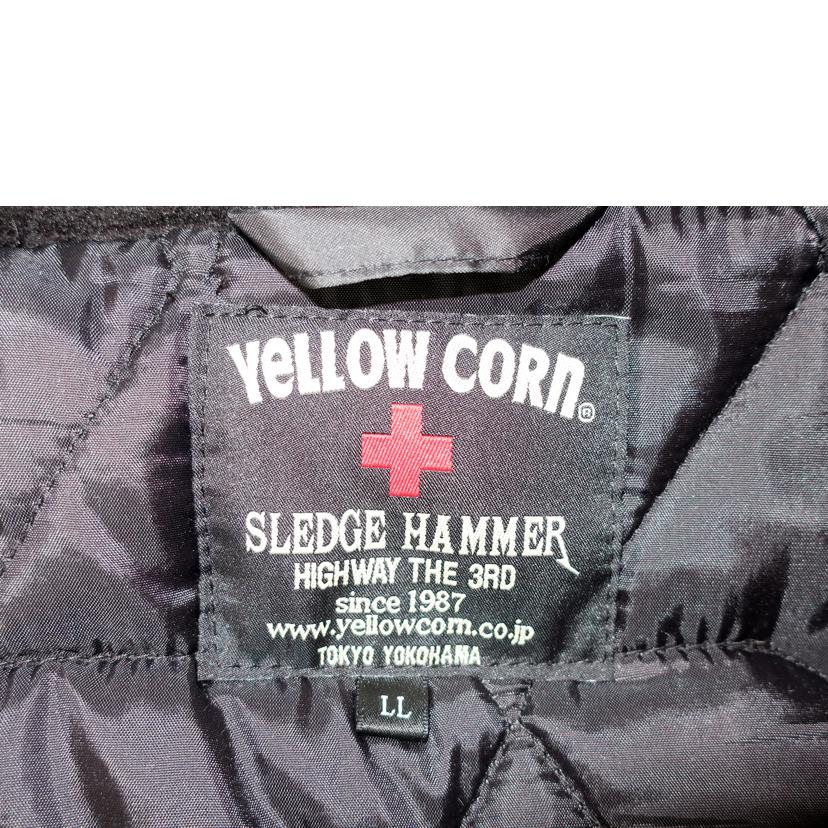 YeLLOW CORn®
SLEDGE HAMMER
HIGHWAY THE 3RD
since 1987
www.yellowcorn.co.jp
TOKYO YOKOHAMA
LL